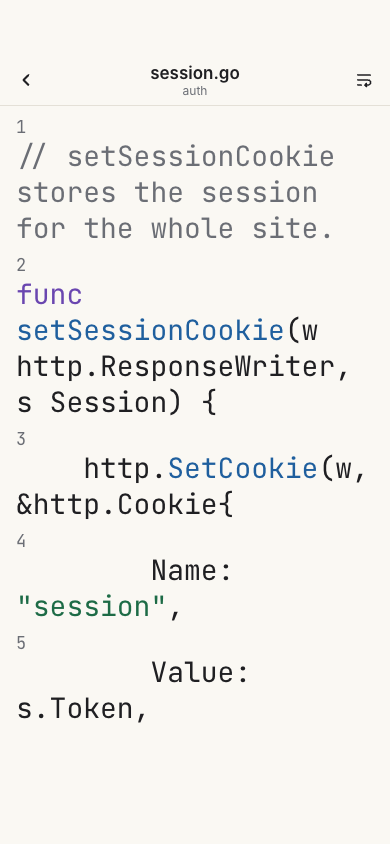 session.go
auth
1
// setSessionCookie
stores the session
for the whole site.
2
func
setSessionCookie(w
http.ResponseWriter,
s Session) {
3
    http.SetCookie(w,
&http.Cookie{
4
        Name:
"session",
5
        Value:
s.Token,